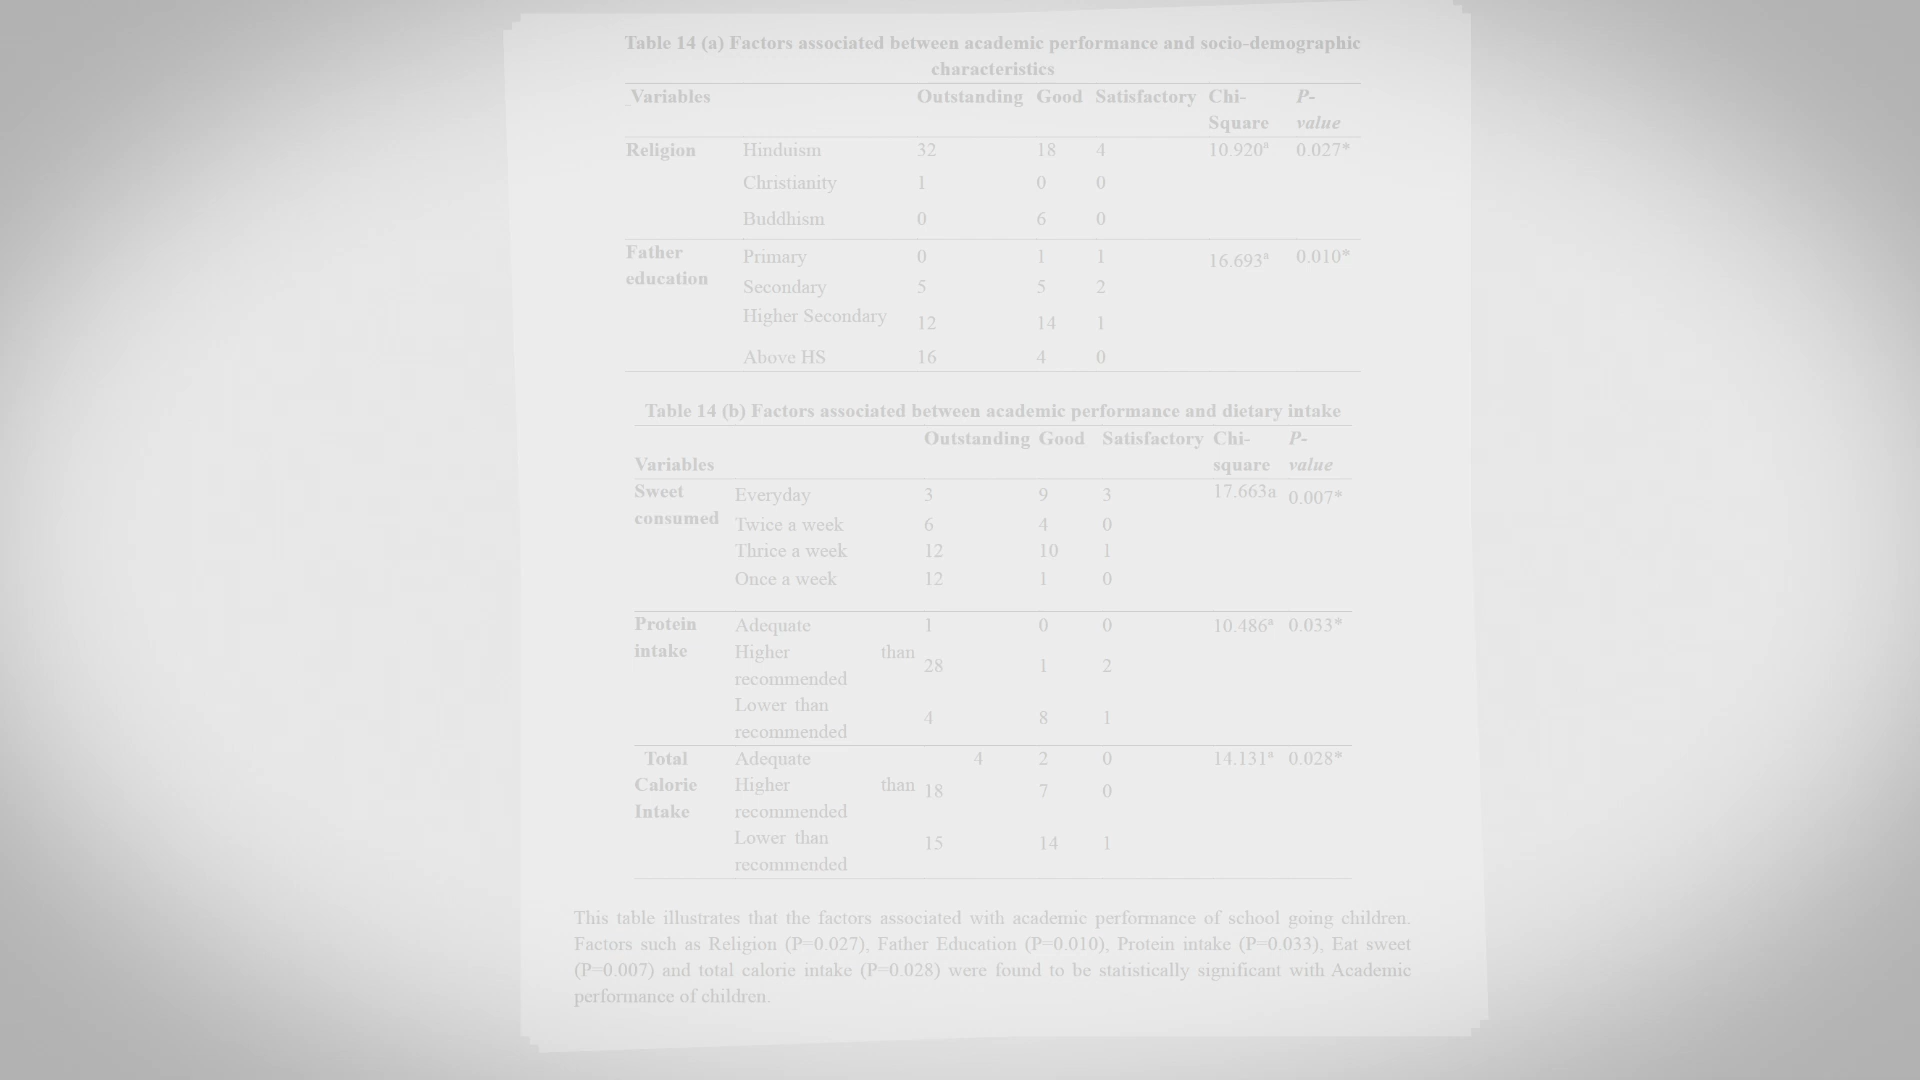 Table 14 (a) Factors associated between academic performance and socio-demographic
characteristics
Variables Outstanding Good Satisfactory Chi-Square P-value
Religion Hinduism 32 18 4 10.920a 0.027*
Christianity 1 0 0
Buddhism 0 6 0
Father education Primary 0 1 1 16.693a 0.010*
Secondary 5 5 2
Higher Secondary 12 14 1
Above HS 16 4 0
Table 14 (b) Factors associated between academic performance and dietary intake
Variables Outstanding Good Satisfactory Chi-square P-value
Sweet consumed Everyday 3 9 3 17.663a 0.007*
Twice a week 6 4 0
Thrice a week 12 10 1
Once a week 12 1 0
Protein intake Adequate 1 0 0 10.486a 0.033*
Higher than recommended 28 1 2
Lower than recommended 4 8 1
Total Calorie Intake Adequate 4 2 0 14.131a 0.028*
Higher than recommended 18 7 0
Lower than recommended 15 14 1
This table illustrates that the factors associated with academic performance of school going children.
Factors such as Religion (P=0.027), Father Education (P=0.010), Protein intake (P=0.033), Eat sweet
(P=0.007) and total calorie intake (P=0.028) were found to be statistically significant with Academic
performance of children.